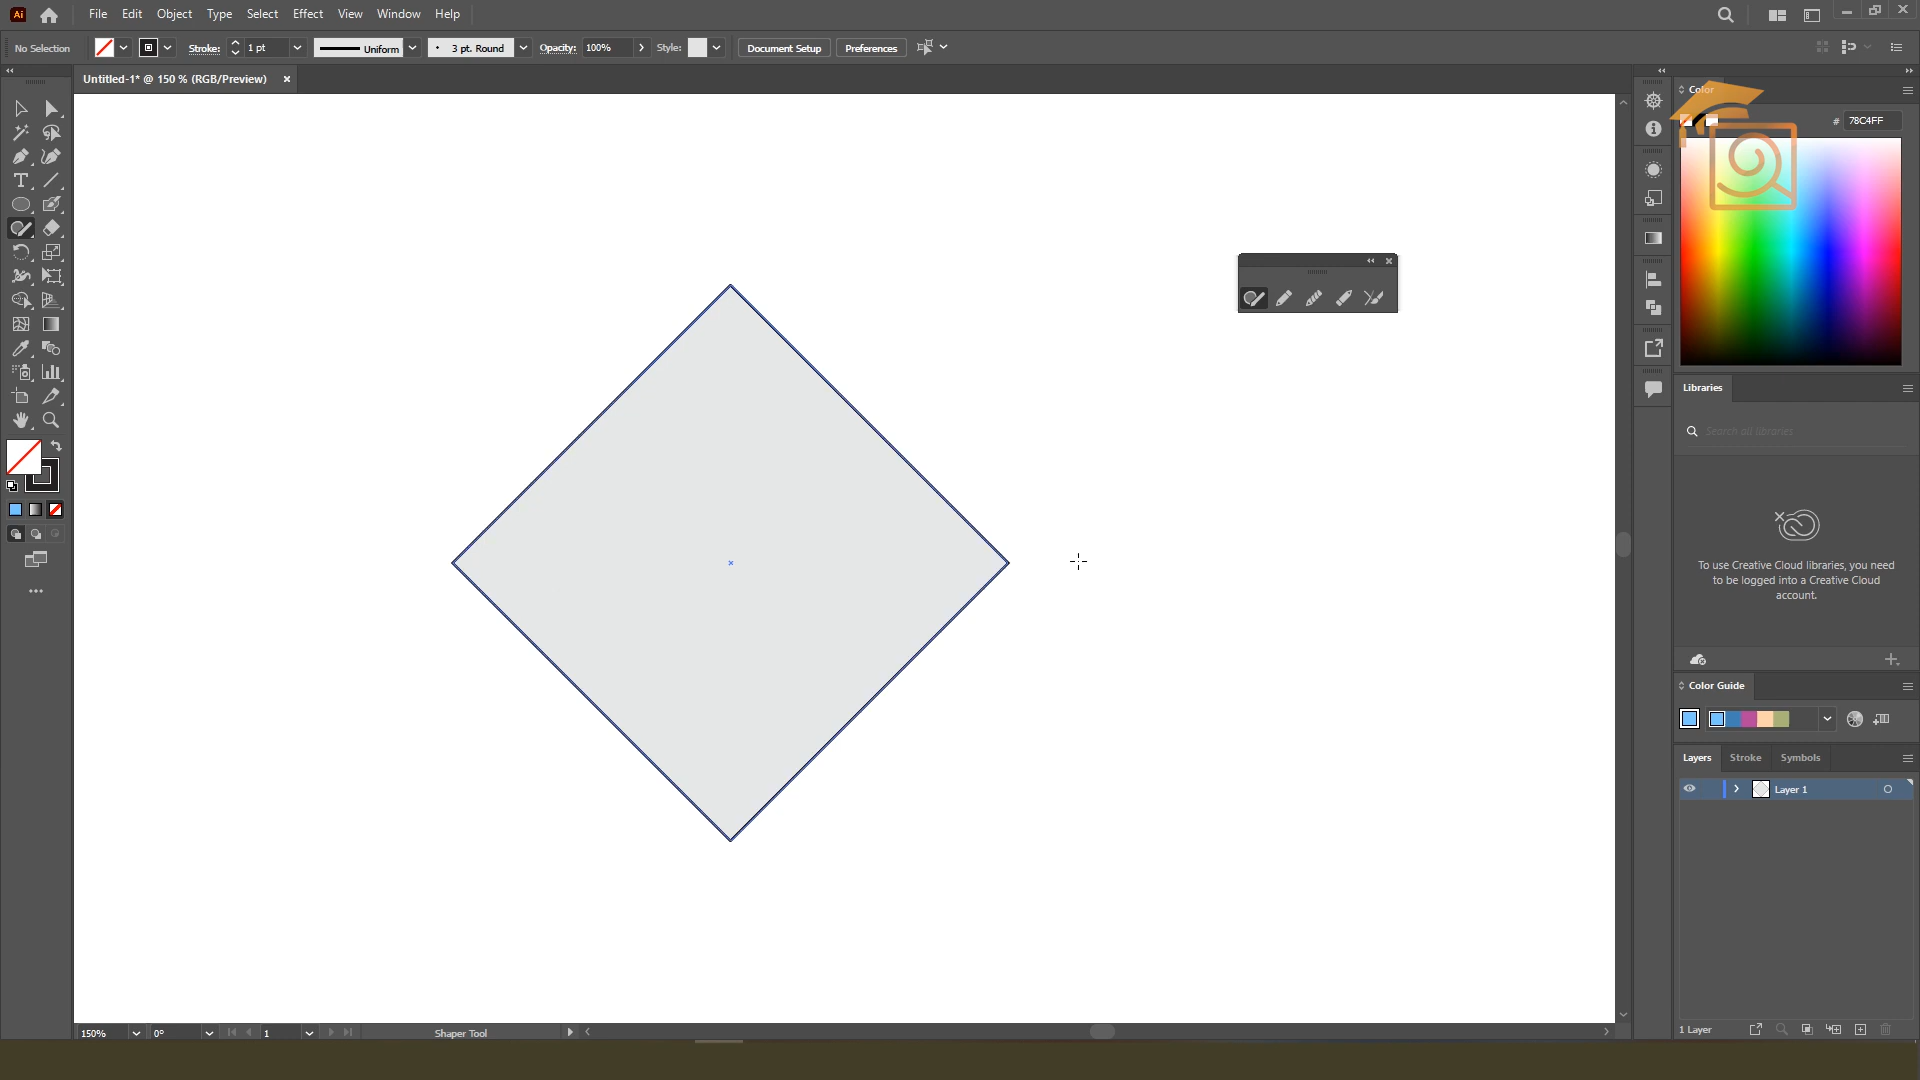 Ai File Edit Object Type Select Effect View Window Help
No Selection Stroke: 1 pt Uniform 3 pt. Round Opacity: 100% Style: Document Setup Preferences
Untitled-1* @ 150 % (RGB/Preview)
Color
# 78C4FF
Libraries
Search all libraries
To use Creative Cloud libraries, you need
to be logged into a Creative Cloud
account.
Color Guide
Layers Stroke Symbols
Layer 1
1 Layer
150% 0° 1 Shaper Tool